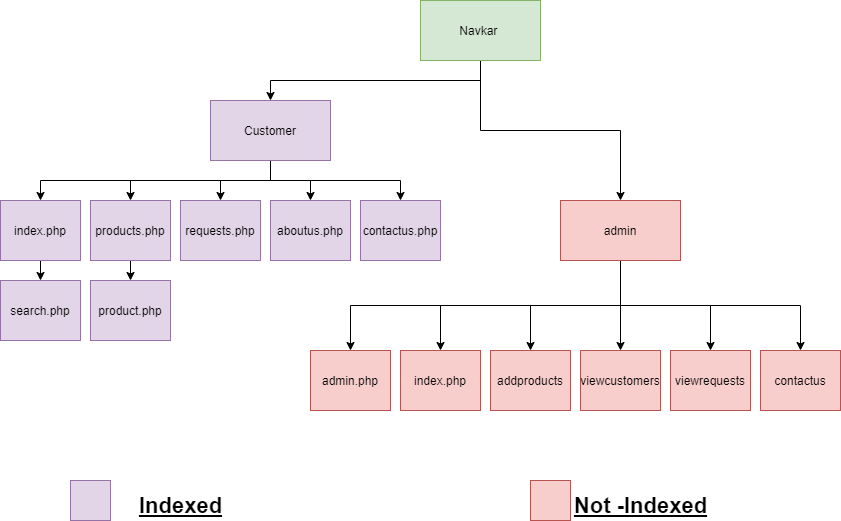 Navkar
Customer
index.php products.php requests.php aboutus.php contactus.php
admin
search.php product.php
admin.php index.php addproducts viewcustomers viewrequests contactus
Indexed
Not -Indexed